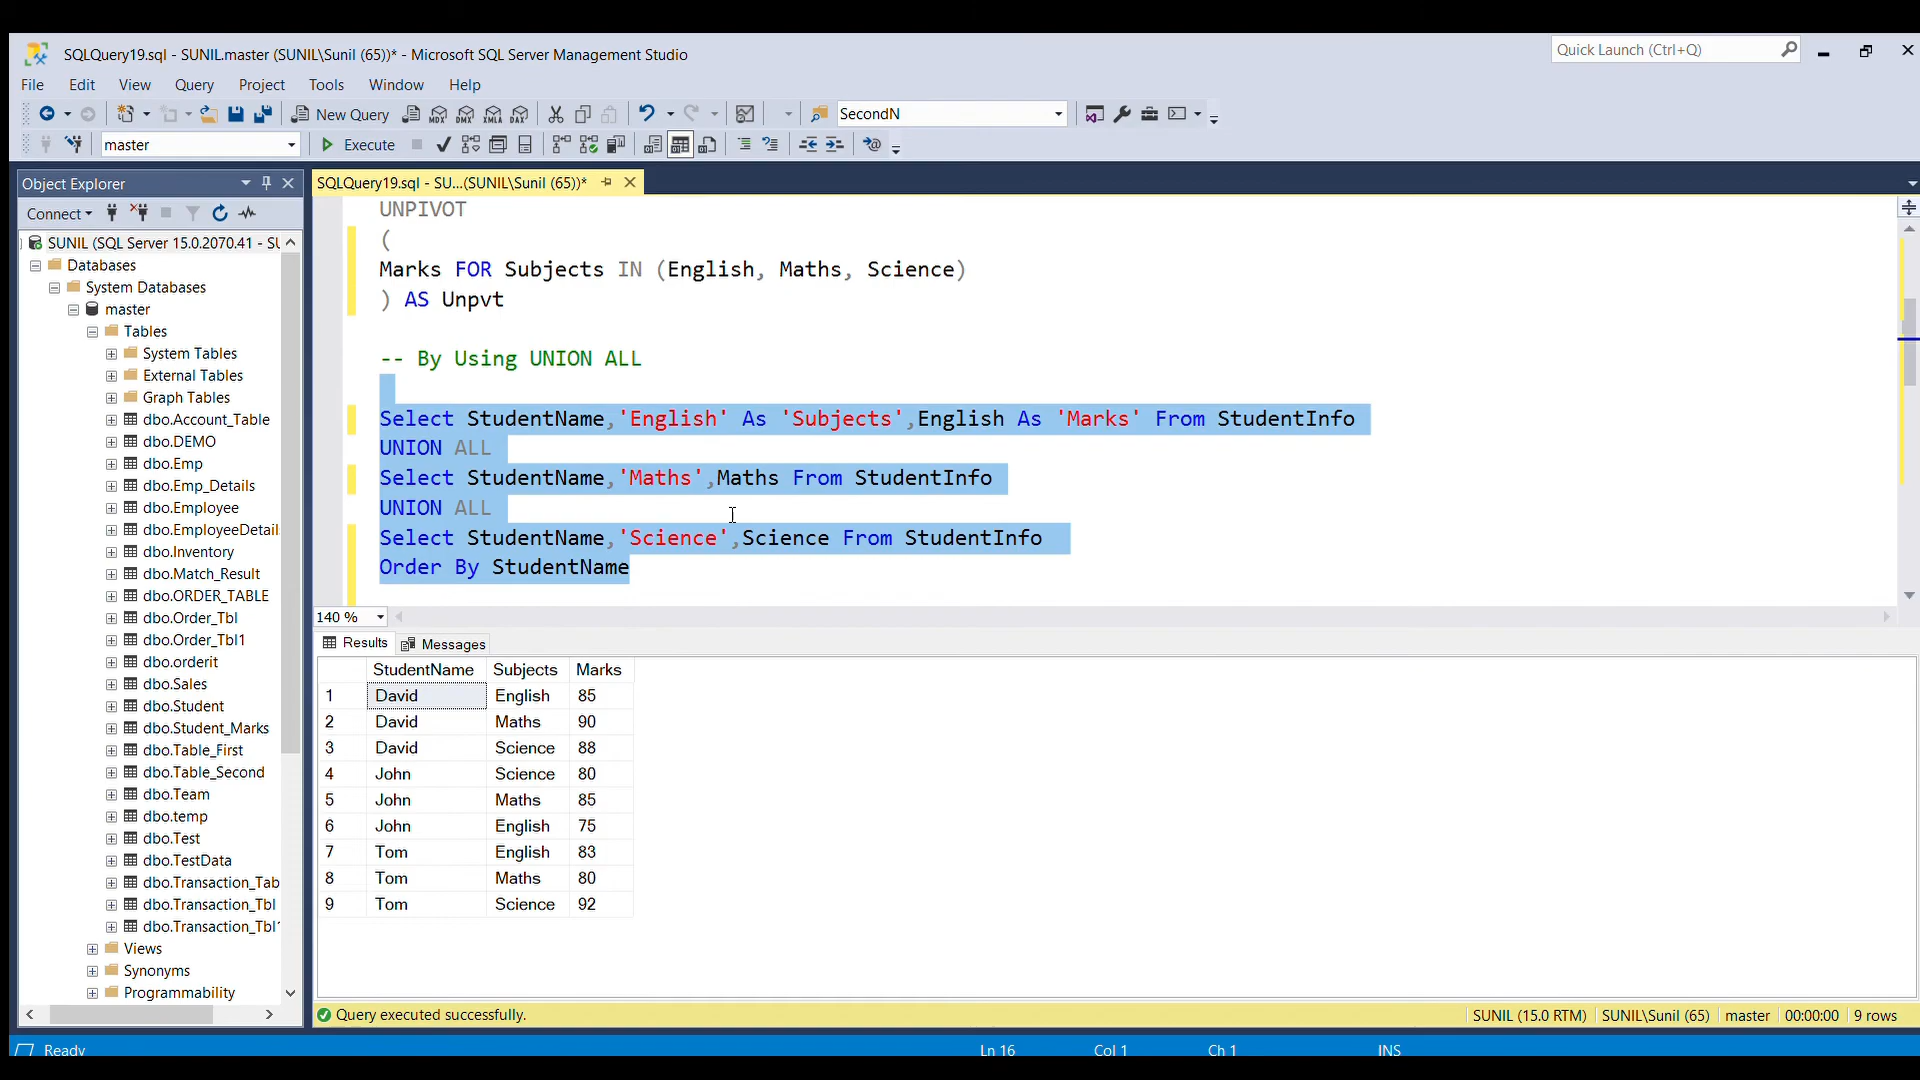 SQLQuery19.sql - SUNIL.master (SUNIL\Sunil (65))* - Microsoft SQL Server Management Studio
Quick Launch (Ctrl+Q)
File Edit View Query Project Tools Window Help
New Query
MDX
DMX
XMLA
DAX
SecondN
master
Execute
Object Explorer
SQLQuery19.sql - SU...(SUNIL\Sunil (65))*
Connect
SUNIL (SQL Server 15.0.2070.41 - SU
Databases
System Databases
master
Tables
System Tables
External Tables
Graph Tables
dbo.Account_Table
dbo.DEMO
dbo.Emp
dbo.Emp_Details
dbo.Employee
dbo.EmployeeDetail
dbo.Inventory
dbo.Match_Result
dbo.ORDER_TABLE
dbo.Order_Tbl
dbo.Order_Tbl1
dbo.orderit
dbo.Sales
dbo.Student
dbo.Student_Marks
dbo.Table_First
dbo.Table_Second
dbo.Team
dbo.temp
dbo.Test
dbo.TestData
dbo.Transaction_Tab
dbo.Transaction_Tbl
dbo.Transaction_Tbl1
Views
Synonyms
Programmability
UNPIVOT
(
Marks FOR Subjects IN (English, Maths, Science)
) AS Unpvt
-- By Using UNION ALL
Select StudentName,'English' As 'Subjects',English As 'Marks' From StudentInfo
UNION ALL
Select StudentName,'Maths',Maths From StudentInfo
UNION ALL
Select StudentName,'Science',Science From StudentInfo
Order By StudentName
140 %
Results Messages
StudentName Subjects Marks
1 David English 85
2 David Maths 90
3 David Science 88
4 John Science 80
5 John Maths 85
6 John English 75
7 Tom English 83
8 Tom Maths 80
9 Tom Science 92
Query executed successfully.
SUNIL (15.0 RTM) SUNIL\Sunil (65) master 00:00:00 9 rows
Ready
Ln 16 Col 1 Ch 1 INS